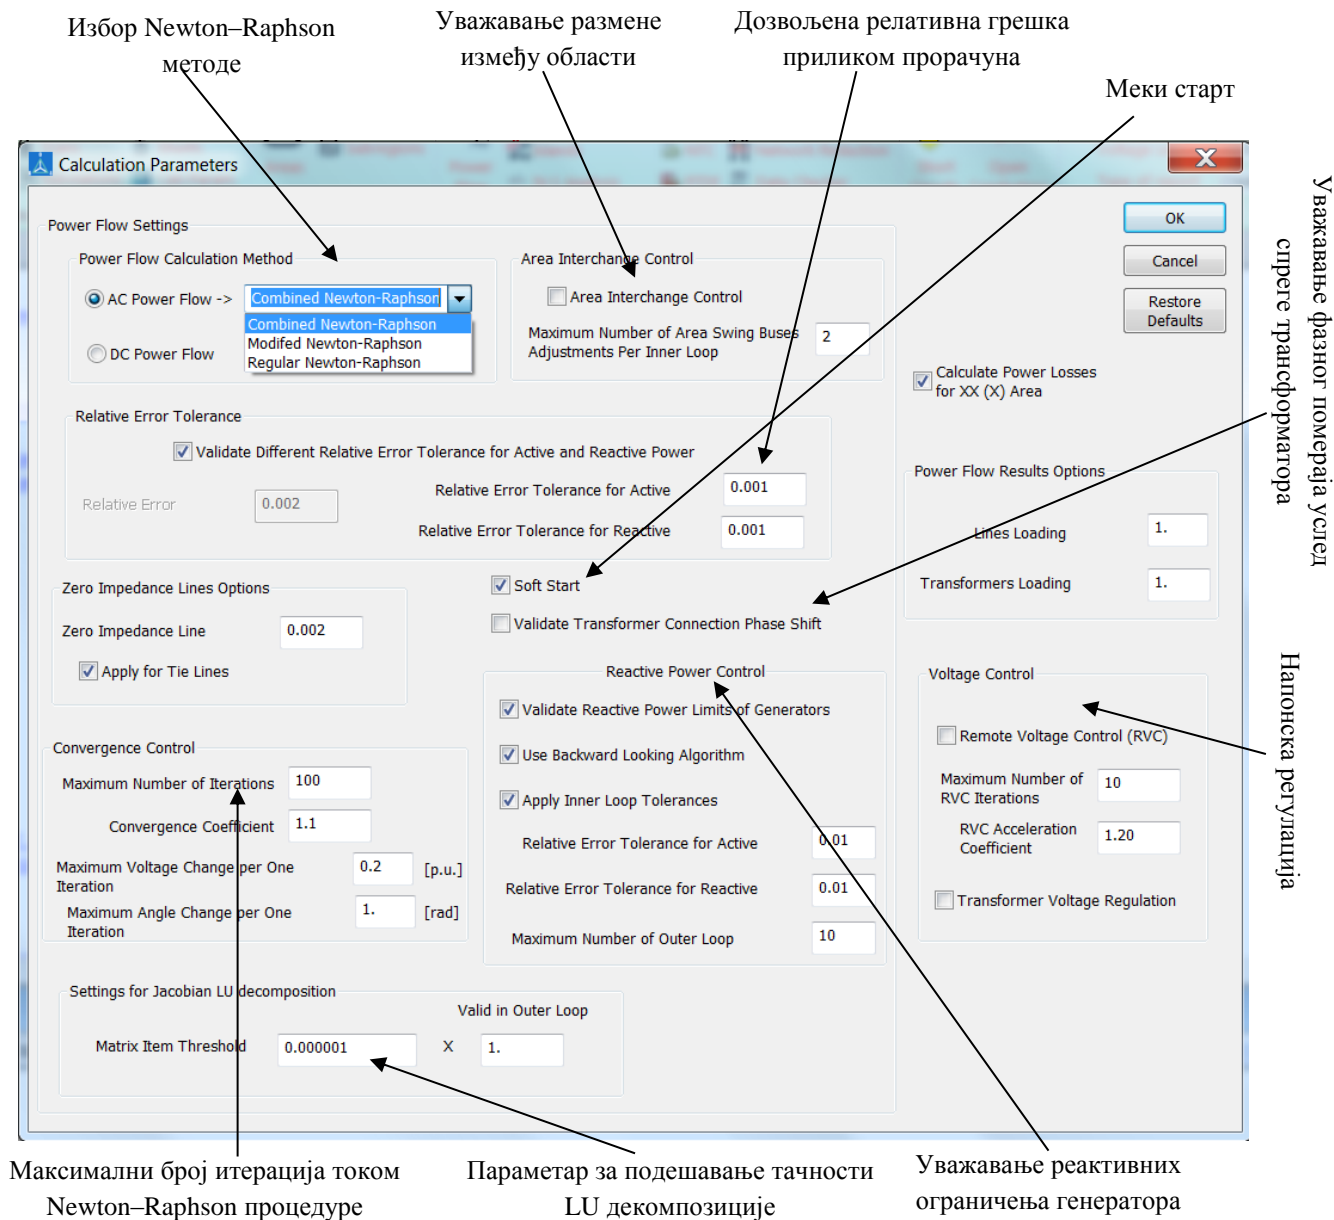 Избор Newton–Raphson
методе
Уважавање размене
између области
Дозвољена релативна грешка
приликом прорачуна
Меки старт
Уважавање фазног помераја услед
спреге трансформатора
Напонска регулација
Calculation Parameters
X
Power Flow Settings
Power Flow Calculation Method
AC Power Flow ->
Combined Newton-Raphson
Combined Newton-Raphson
Modifed Newton-Raphson
Regular Newton-Raphson
DC Power Flow
Area Interchange Control
Area Interchange Control
Maximum Number of Area Swing Buses
Adjustments Per Inner Loop
2
OK
Cancel
Restore
Defaults
Calculate Power Losses
for XX (X) Area
Relative Error Tolerance
Validate Different Relative Error Tolerance for Active and Reactive Power
Relative Error
0.002
Relative Error Tolerance for Active
0.001
Relative Error Tolerance for Reactive
0.001
Power Flow Results Options
Lines Loading
1.
Transformers Loading
1.
Zero Impedance Lines Options
Zero Impedance Line
0.002
Apply for Tie Lines
Soft Start
Validate Transformer Connection Phase Shift
Reactive Power Control
Validate Reactive Power Limits of Generators
Use Backward Looking Algorithm
Apply Inner Loop Tolerances
Relative Error Tolerance for Active
0.01
Relative Error Tolerance for Reactive
0.01
Maximum Number of Outer Loop
10
Voltage Control
Remote Voltage Control (RVC)
Maximum Number of
RVC Iterations
10
RVC Acceleration
Coefficient
1.20
Transformer Voltage Regulation
Convergence Control
Maximum Number of Iterations
100
Convergence Coefficient
1.1
Maximum Voltage Change per One
Iteration
0.2
[p.u.]
Maximum Angle Change per One
Iteration
1.
[rad]
Settings for Jacobian LU decomposition
Valid in Outer Loop
Matrix Item Threshold
0.000001
X
1.
Максимални број итерација током
Newton–Raphson процедуре
Параметар за подешавање тачности
LU декомпозиције
Уважавање реактивних
ограничења генератора